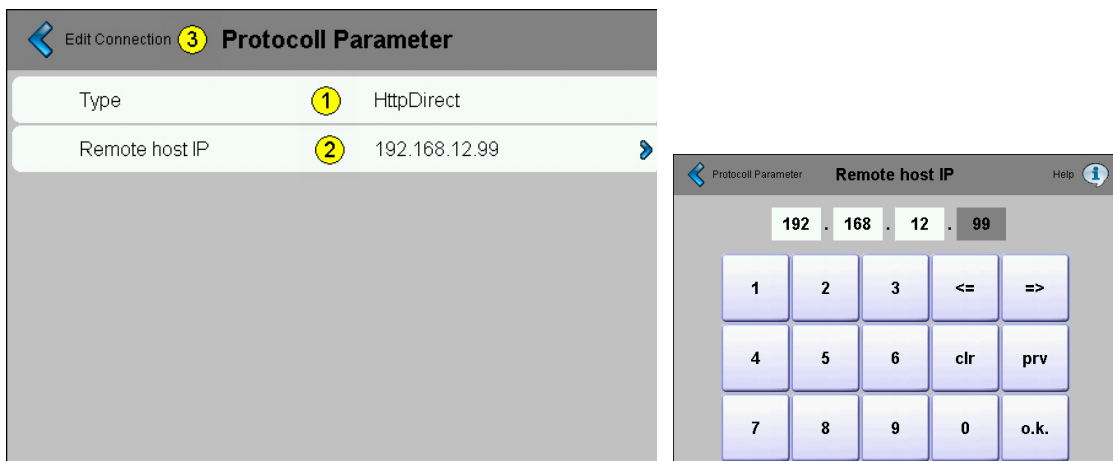 Edit Connection 3 Protocoll Parameter
Type 1 HttpDirect
Remote host IP 2 192.168.12.99
Protocoll Parameter Remote host IP Help i
192 . 168 . 12 . 99
1 2 3 <= =>
4 5 6 clr prv
7 8 9 0 o.k.